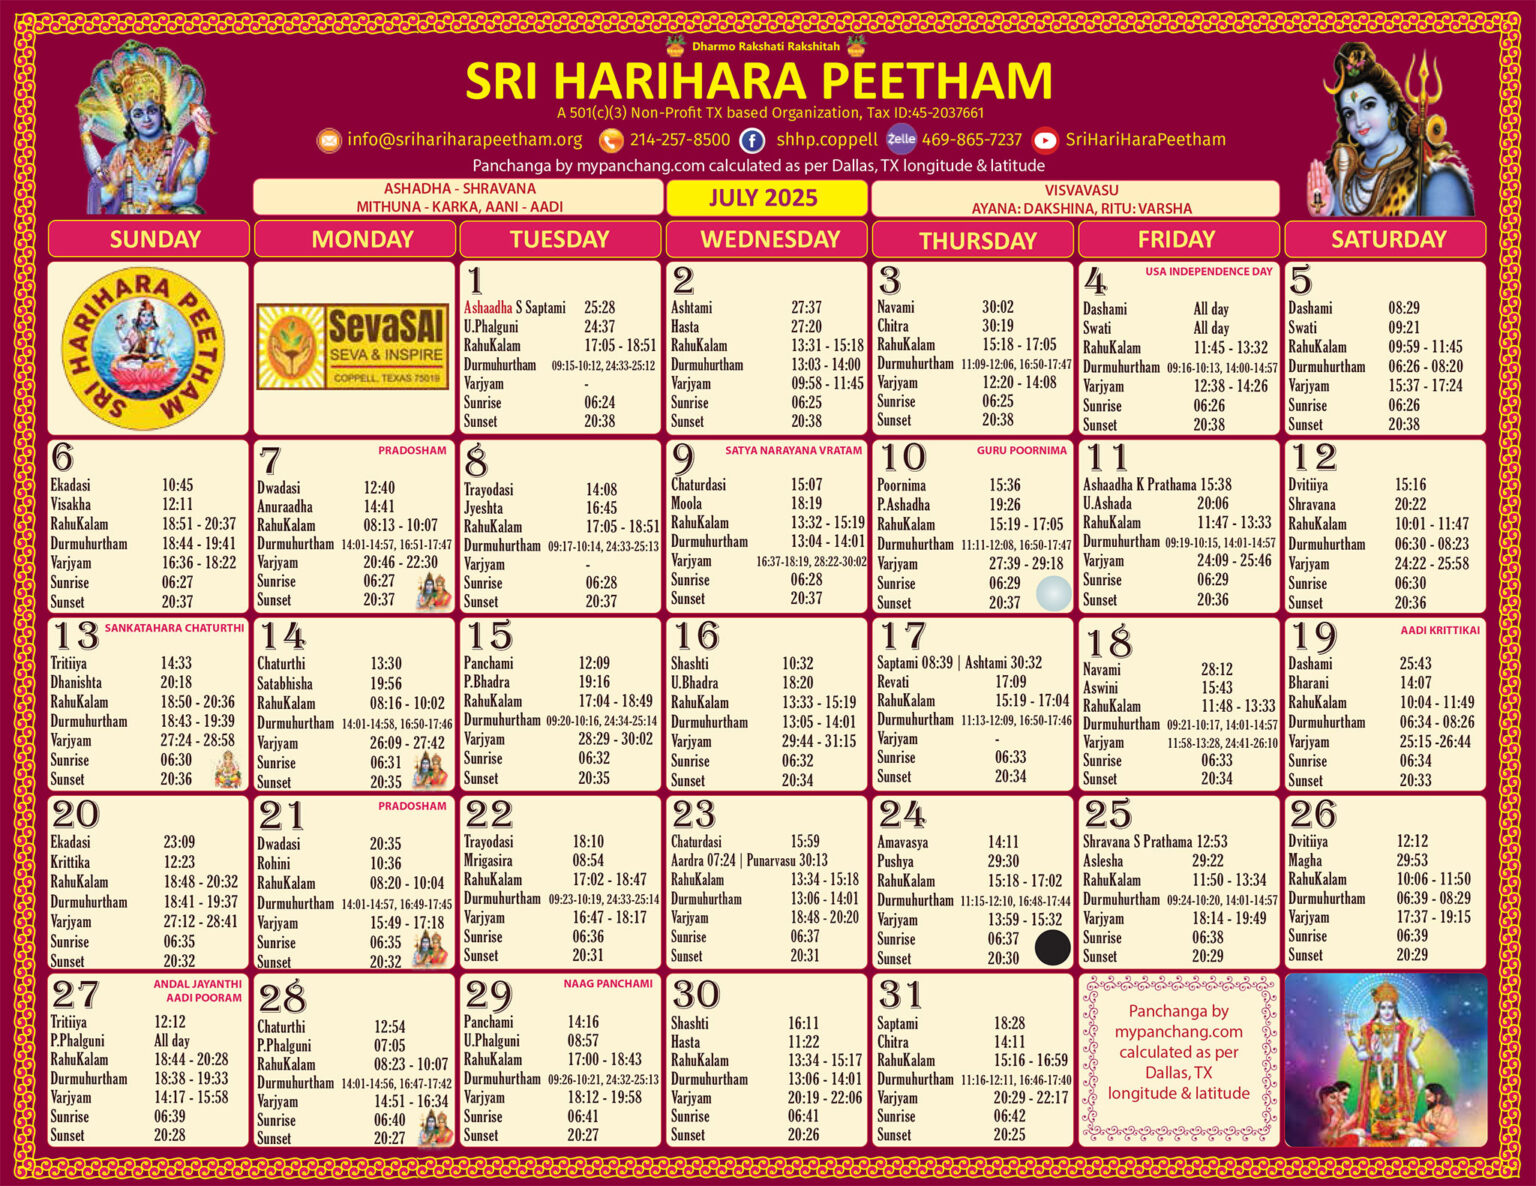 Dharmo Rakshati Rakshitah
SRI HARIHARA PEETHAM
A 501(c)(3) Non-Profit TX based Organization, Tax ID:45-2037661
info@srihariharapeetham.org 214-257-8500 shhp.coppell Zelle 469-865-7237 SriHariHaraPeetham
Panchanga by mypanchang.com calculated as per Dallas, TX longitude & latitude
ASHADHA - SHRAVANA
MITHUNA - KARKA, AANI - AADI
JULY 2025
VISVAVASU
AYANA: DAKSHINA, RITU: VARSHA
SUNDAY MONDAY TUESDAY WEDNESDAY THURSDAY FRIDAY SATURDAY
SRI HARIHARA PEETHAM
SevaSAI
SEVA & INSPIRE
COPPELL, TEXAS 75019
1
Ashaadha S Saptami 25:28
U.Phalguni 24:37
RahuKalam 17:05 - 18:51
Durmuhurtham 09:15-10:12, 24:33-25:12
Varjyam -
Sunrise 06:24
Sunset 20:38
2
Ashtami 27:37
Hasta 27:20
RahuKalam 13:31 - 15:18
Durmuhurtham 13:03 - 14:00
Varjyam 09:58 - 11:45
Sunrise 06:25
Sunset 20:38
3
Navami 30:02
Chitra 30:19
RahuKalam 15:18 - 17:05
Durmuhurtham 11:09-12:06, 16:50-17:47
Varjyam 12:20 - 14:08
Sunrise 06:25
Sunset 20:38
4 USA INDEPENDENCE DAY
Dashami All day
Swati All day
RahuKalam 11:45 - 13:32
Durmuhurtham 09:16-10:13, 14:00-14:57
Varjyam 12:38 - 14:26
Sunrise 06:26
Sunset 20:38
5
Dashami 08:29
Swati 09:21
RahuKalam 09:59 - 11:45
Durmuhurtham 06:26 - 08:20
Varjyam 15:37 - 17:24
Sunrise 06:26
Sunset 20:38
6
Ekadasi 10:45
Visakha 12:11
RahuKalam 18:51 - 20:37
Durmuhurtham 18:44 - 19:41
Varjyam 16:36 - 18:22
Sunrise 06:27
Sunset 20:37
7 PRADOSHAM
Dwadasi 12:40
Anuraadha 14:41
RahuKalam 08:13 - 10:07
Durmuhurtham 14:01-14:57, 16:51-17:47
Varjyam 20:46 - 22:30
Sunrise 06:27
Sunset 20:37
8
Trayodasi 14:08
Jyeshta 16:45
RahuKalam 17:05 - 18:51
Durmuhurtham 09:17-10:14, 24:33-25:13
Varjyam -
Sunrise 06:28
Sunset 20:37
9 SATYA NARAYANA VRATAM
Chaturdasi 15:07
Moola 18:19
RahuKalam 13:32 - 15:19
Durmuhurtham 13:04 - 14:01
Varjyam 16:37-18:19, 28:22-30:02
Sunrise 06:28
Sunset 20:37
10 GURU POORNIMA
Poornima 15:36
P.Ashadha 19:26
RahuKalam 15:19 - 17:05
Durmuhurtham 11:11-12:08, 16:50-17:47
Varjyam 27:39 - 29:18
Sunrise 06:29
Sunset 20:37
11
Ashaadha K Prathama 15:38
U.Ashada 20:06
RahuKalam 11:47 - 13:33
Durmuhurtham 09:19-10:15, 14:01-14:57
Varjyam 24:09 - 25:46
Sunrise 06:29
Sunset 20:36
12
Dvitiiya 15:16
Shravana 20:22
RahuKalam 10:01 - 11:47
Durmuhurtham 06:30 - 08:23
Varjyam 24:22 - 25:58
Sunrise 06:30
Sunset 20:36
13 SANKATAHARA CHATURTHI
Tritiiya 14:33
Dhanishta 20:18
RahuKalam 18:50 - 20:36
Durmuhurtham 18:43 - 19:39
Varjyam 27:24 - 28:58
Sunrise 06:30
Sunset 20:36
14
Chaturthi 13:30
Satabhisha 19:56
RahuKalam 08:16 - 10:02
Durmuhurtham 14:01-14:58, 16:50-17:46
Varjyam 26:09 - 27:42
Sunrise 06:31
Sunset 20:35
15
Panchami 12:09
P.Bhadra 19:16
RahuKalam 17:04 - 18:49
Durmuhurtham 09:20-10:16, 24:34-25:14
Varjyam 28:29 - 30:02
Sunrise 06:32
Sunset 20:35
16
Shashti 10:32
U.Bhadra 18:20
RahuKalam 13:33 - 15:19
Durmuhurtham 13:05 - 14:01
Varjyam 29:44 - 31:15
Sunrise 06:32
Sunset 20:34
17
Saptami 08:39 | Ashtami 30:32
Revati 17:09
RahuKalam 15:19 - 17:04
Durmuhurtham 11:13-12:09, 16:50-17:46
Varjyam -
Sunrise 06:33
Sunset 20:34
18
Navami 28:12
Aswini 15:43
RahuKalam 11:48 - 13:33
Durmuhurtham 09:21-10:17, 14:01-14:57
Varjyam 11:58-13:28, 24:41-26:10
Sunrise 06:33
Sunset 20:34
19 AADI KRITTIKAI
Dashami 25:43
Bharani 14:07
RahuKalam 10:04 - 11:49
Durmuhurtham 06:34 - 08:26
Varjyam 25:15 -26:44
Sunrise 06:34
Sunset 20:33
20
Ekadasi 23:09
Krittika 12:23
RahuKalam 18:48 - 20:32
Durmuhurtham 18:41 - 19:37
Varjyam 27:12 - 28:41
Sunrise 06:35
Sunset 20:32
21 PRADOSHAM
Dwadasi 20:35
Rohini 10:36
RahuKalam 08:20 - 10:04
Durmuhurtham 14:01-14:57, 16:49-17:45
Varjyam 15:49 - 17:18
Sunrise 06:35
Sunset 20:32
22
Trayodasi 18:10
Mrigasira 08:54
RahuKalam 17:02 - 18:47
Durmuhurtham 09:23-10:19, 24:33-25:14
Varjyam 16:47 - 18:17
Sunrise 06:36
Sunset 20:31
23
Chaturdasi 15:59
Aardra 07:24 | Punarvasu 30:13
RahuKalam 13:34 - 15:18
Durmuhurtham 13:06 - 14:01
Varjyam 18:48 - 20:20
Sunrise 06:37
Sunset 20:31
24
Amavasya 14:11
Pushya 29:30
RahuKalam 15:18 - 17:02
Durmuhurtham 11:15-12:10, 16:48-17:44
Varjyam 13:59 - 15:32
Sunrise 06:37
Sunset 20:30
25
Shravana S Prathama 12:53
Aslesha 29:22
RahuKalam 11:50 - 13:34
Durmuhurtham 09:24-10:20, 14:01-14:57
Varjyam 18:14 - 19:49
Sunrise 06:38
Sunset 20:29
26
Dvitiiya 12:12
Magha 29:53
RahuKalam 10:06 - 11:50
Durmuhurtham 06:39 - 08:29
Varjyam 17:37 - 19:15
Sunrise 06:39
Sunset 20:29
27 ANDAL JAYANTHI
AADI POORAM
Tritiiya 12:12
P.Phalguni All day
RahuKalam 18:44 - 20:28
Durmuhurtham 18:38 - 19:33
Varjyam 14:17 - 15:58
Sunrise 06:39
Sunset 20:28
28
Chaturthi 12:54
P.Phalguni 07:05
RahuKalam 08:23 - 10:07
Durmuhurtham 14:01-14:56, 16:47-17:42
Varjyam 14:51 - 16:34
Sunrise 06:40
Sunset 20:27
29 NAAG PANCHAMI
Panchami 14:16
U.Phalguni 08:57
RahuKalam 17:00 - 18:43
Durmuhurtham 09:26-10:21, 24:32-25:13
Varjyam 18:12 - 19:58
Sunrise 06:41
Sunset 20:27
30
Shashti 16:11
Hasta 11:22
RahuKalam 13:34 - 15:17
Durmuhurtham 13:06 - 14:01
Varjyam 20:19 - 22:06
Sunrise 06:41
Sunset 20:26
31
Saptami 18:28
Chitra 14:11
RahuKalam 15:16 - 16:59
Durmuhurtham 11:16-12:11, 16:46-17:40
Varjyam 20:29 - 22:17
Sunrise 06:42
Sunset 20:25
Panchanga by
mypanchang.com
calculated as per
Dallas, TX
longitude & latitude